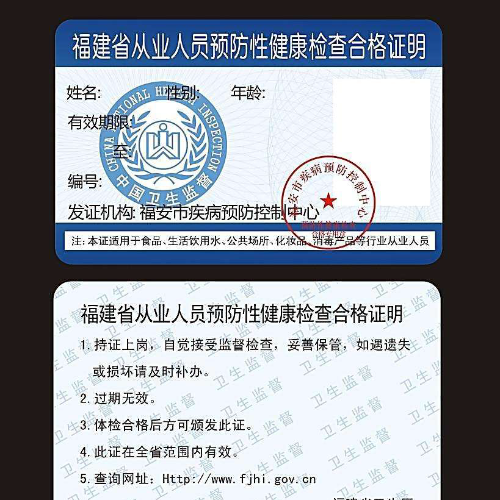 福建省从业人员预防性健康检查合格证明
姓名: 性别: 年龄:
有效期限:
至:
编号:
发证机构: 福安市疾病预防控制中心
CHINA NATIONAL HEALTH INSPECTION
中国卫生监督
福安市疾病预防控制中心
注: 本证适用于食品、生活饮用水、公共场所、化妆品、消毒产品等行业从业人员
福建省从业人员预防性健康检查合格证明
1. 持证上岗，自觉接受监督检查，妥善保管，如遇遗失
或损坏请及时补办。
2. 过期无效。
3. 体检合格后方可颁发此证。
4. 此证在全省范围内有效。
5. 查询网址: Http://www.fjhi.gov.cn
卫生监督